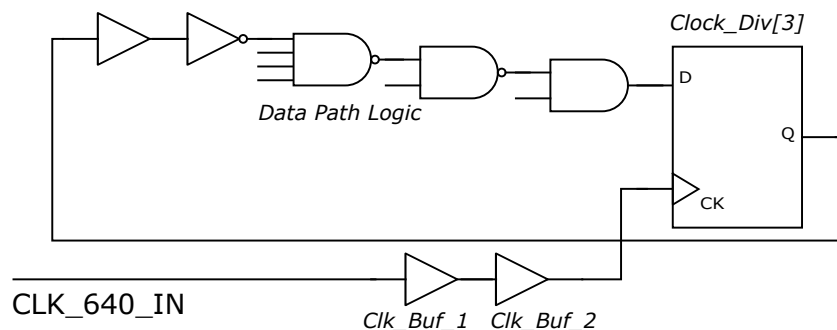 Clock_Div[3]
D
Data Path Logic
Q
CK
CLK_640_IN
Clk_Buf_1 Clk_Buf_2